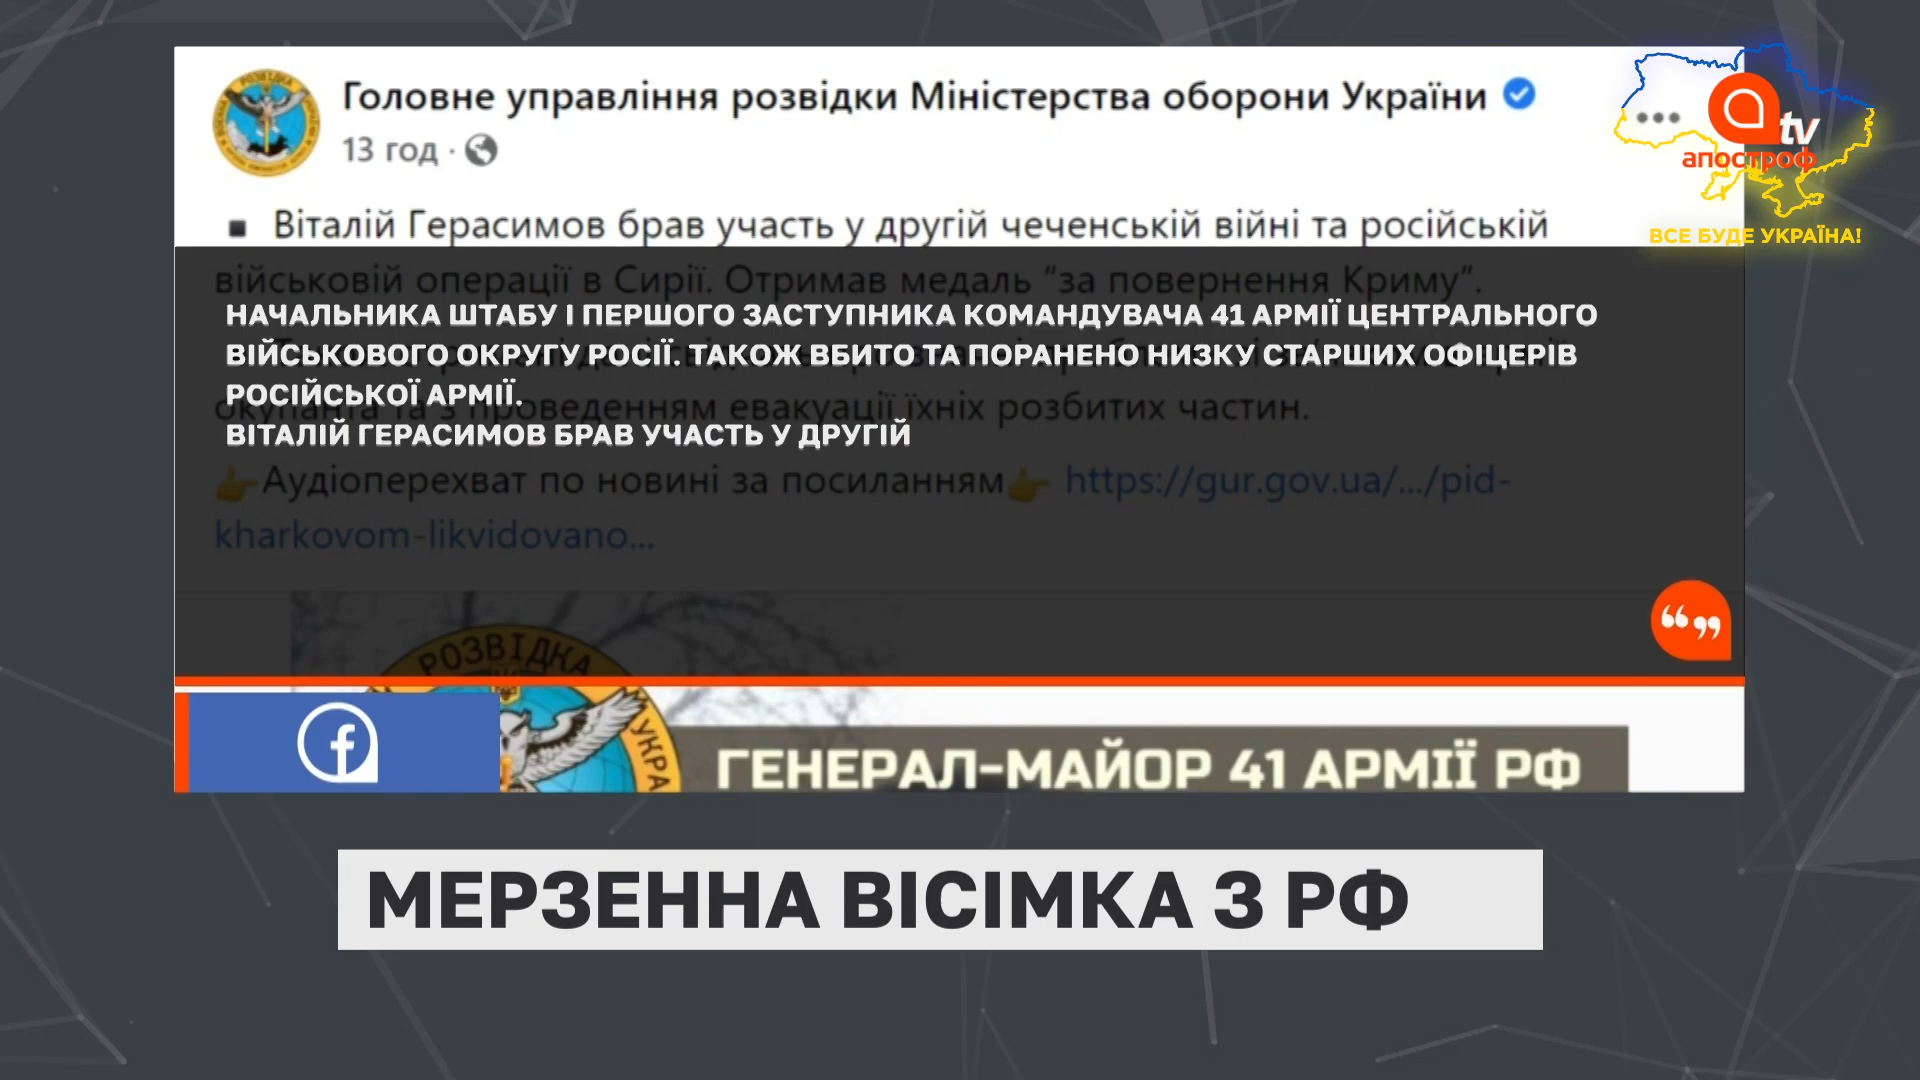 Головне управління розвідки Міністерства оборони України
13 год ·
tv
апостроф
ВСЕ БУДЕ УКРАЇНА!
▪ Віталій Герасимов брав участь у другій чеченській війні та російській
військовій операції в Сирії. Отримав медаль “за повернення Криму”.
НАЧАЛЬНИКА ШТАБУ І ПЕРШОГО ЗАСТУПНИКА КОМАНДУВАЧА 41 АРМІЇ ЦЕНТРАЛЬНОГО
ВІЙСЬКОВОГО ОКРУГУ РОСІЇ. ТАКОЖ ВБИТО ТА ПОРАНЕНО НИЗКУ СТАРШИХ ОФІЦЕРІВ
РОСІЙСЬКОЇ АРМІЇ.
окупанта та з проведенням евакуації їхніх розбитих частин.
ВІТАЛІЙ ГЕРАСИМОВ БРАВ УЧАСТЬ У ДРУГІЙ
👉Аудіоперехват по новині за посиланням👉 https://gur.gov.ua/.../pid-
kharkovom-likvidovano...
РОЗВІДКА
УКРА
ГЕНЕРАЛ-МАЙОР 41 АРМІЇ РФ
МЕРЗЕННА ВІСІМКА З РФ